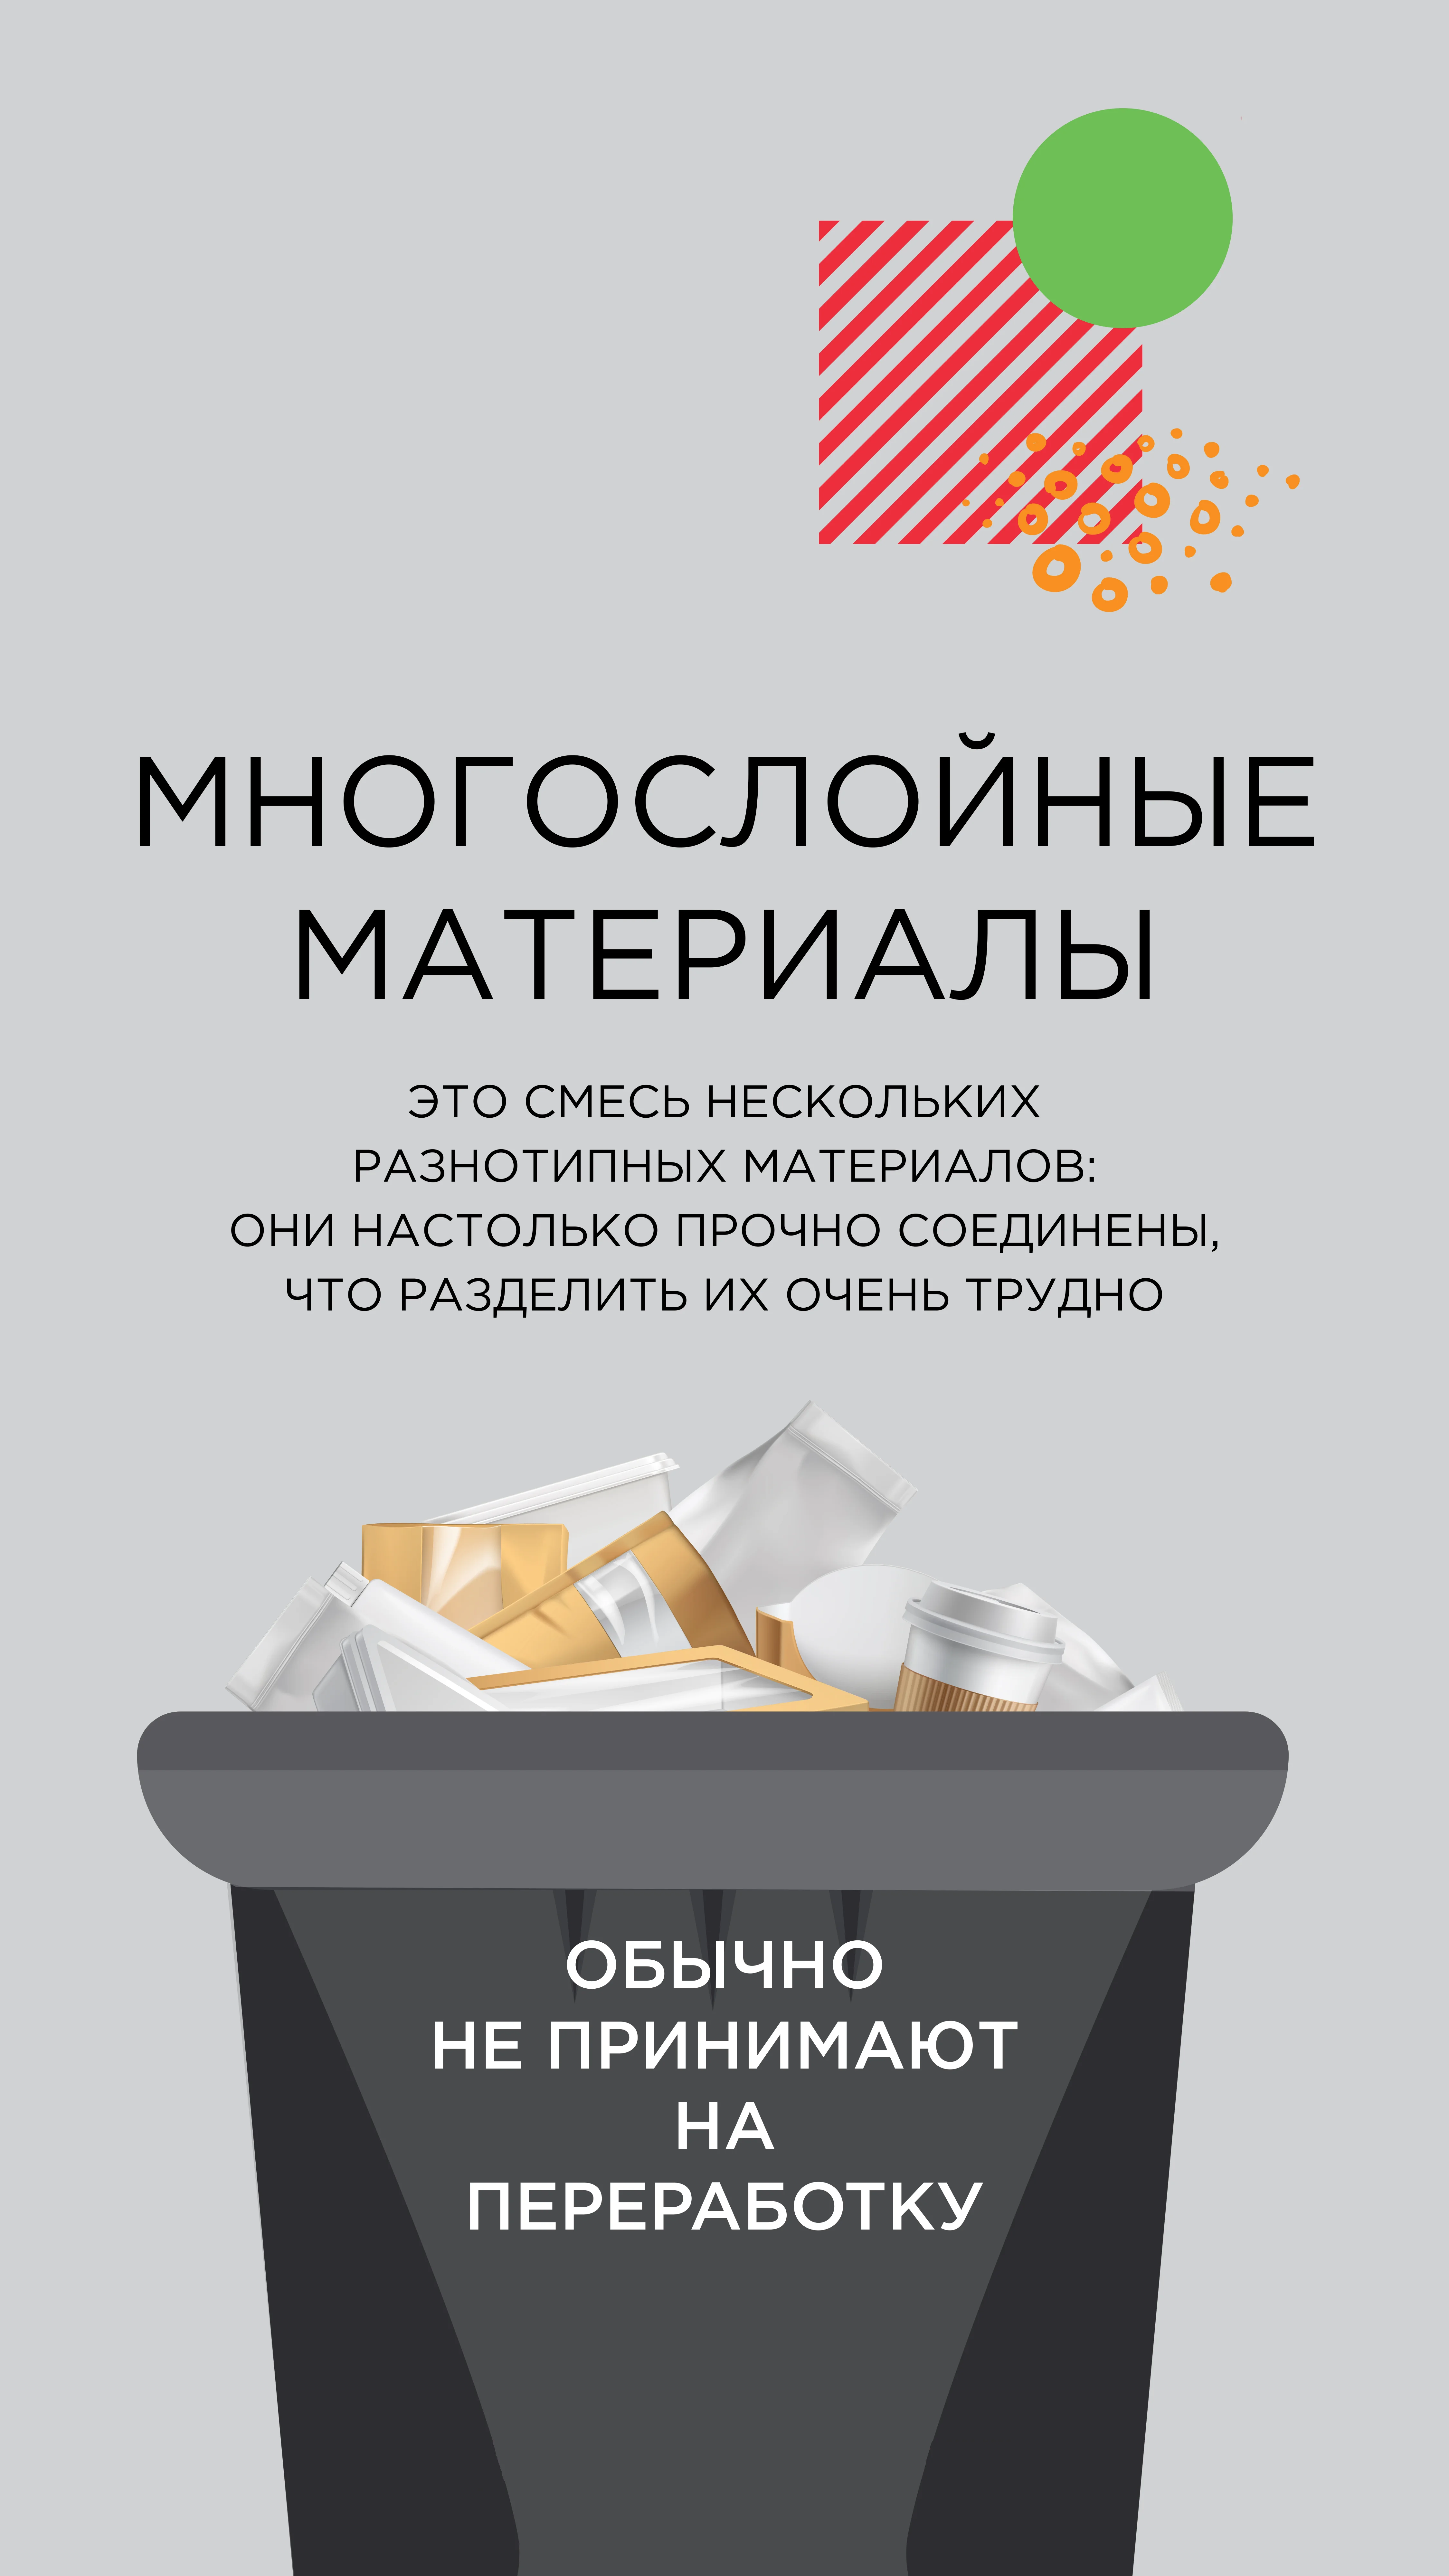 МНОГОСЛОЙНЫЕ
МАТЕРИАЛЫ
ЭТО СМЕСЬ НЕСКОЛЬКИХ
РАЗНОТИПНЫХ МАТЕРИАЛОВ:
ОНИ НАСТОЛЬКО ПРОЧНО СОЕДИНЕНЫ,
ЧТО РАЗДЕЛИТЬ ИХ ОЧЕНЬ ТРУДНО
ОБЫЧНО
НЕ ПРИНИМАЮТ
НА
ПЕРЕРАБОТКУ